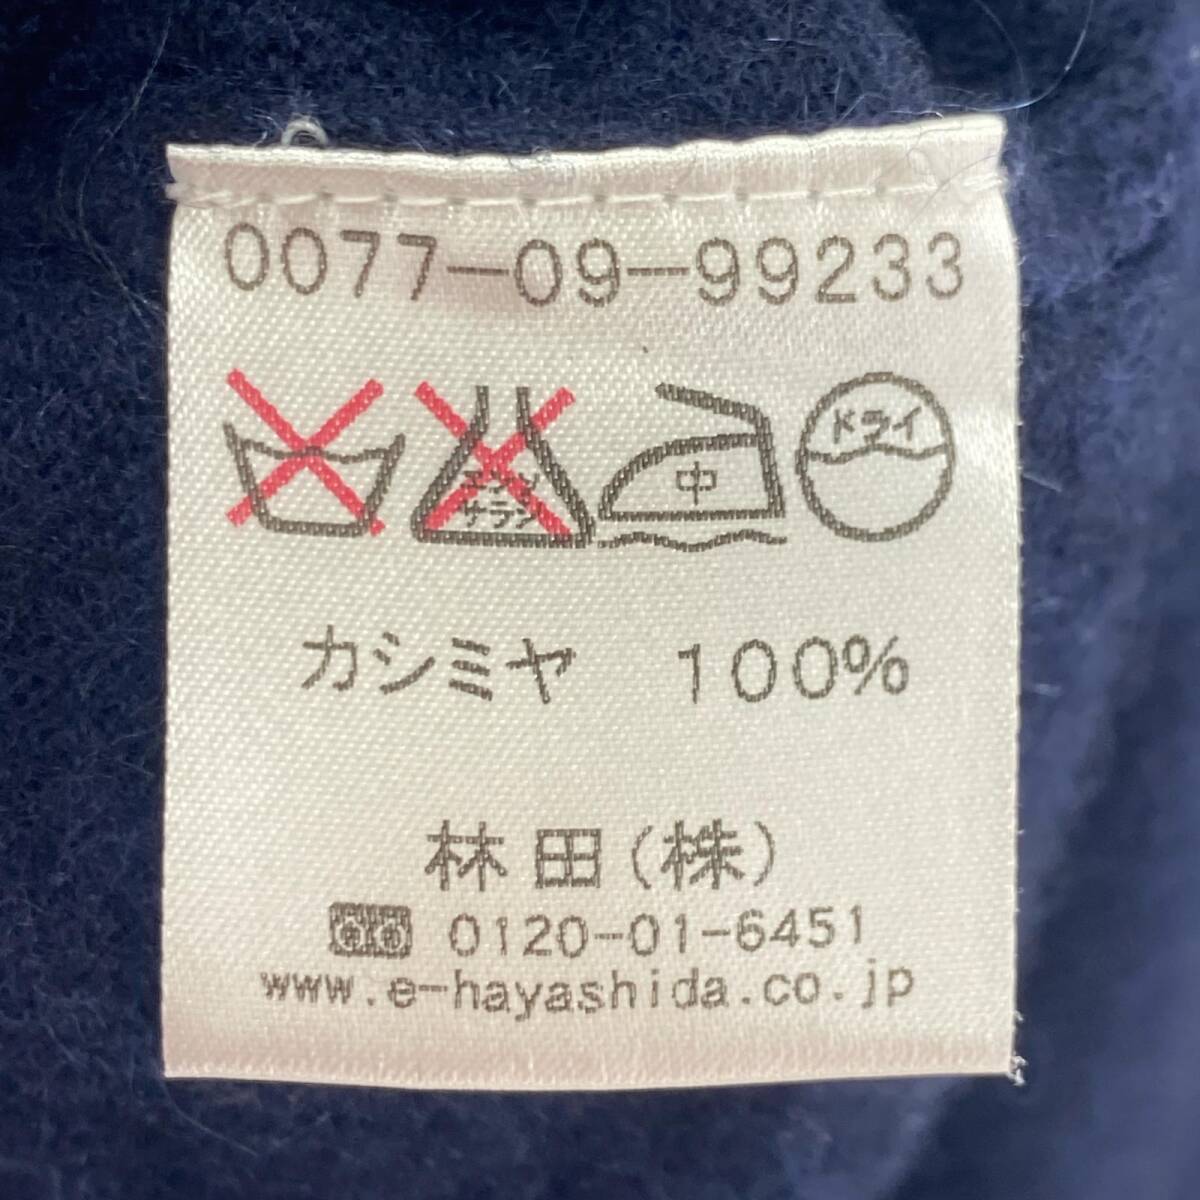 0077-09-99233
エンソ サラシ 中 ドライ
カシミヤ 100%
林田(株)
0120-01-6451
www.e-hayashida.co.jp